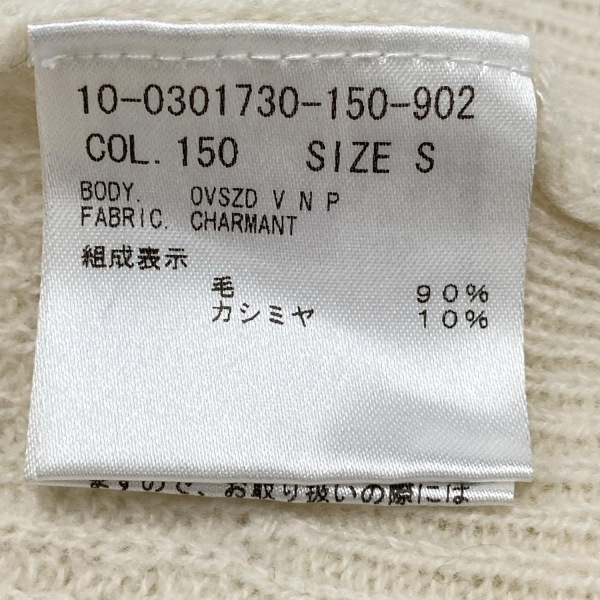 10-0301730-150-902
COL. 150 SIZE S
BODY. OVSZD V N P
FABRIC. CHARMANT
組成表示
毛 90%
カシミヤ 10%
ますので、お取り扱いの際には